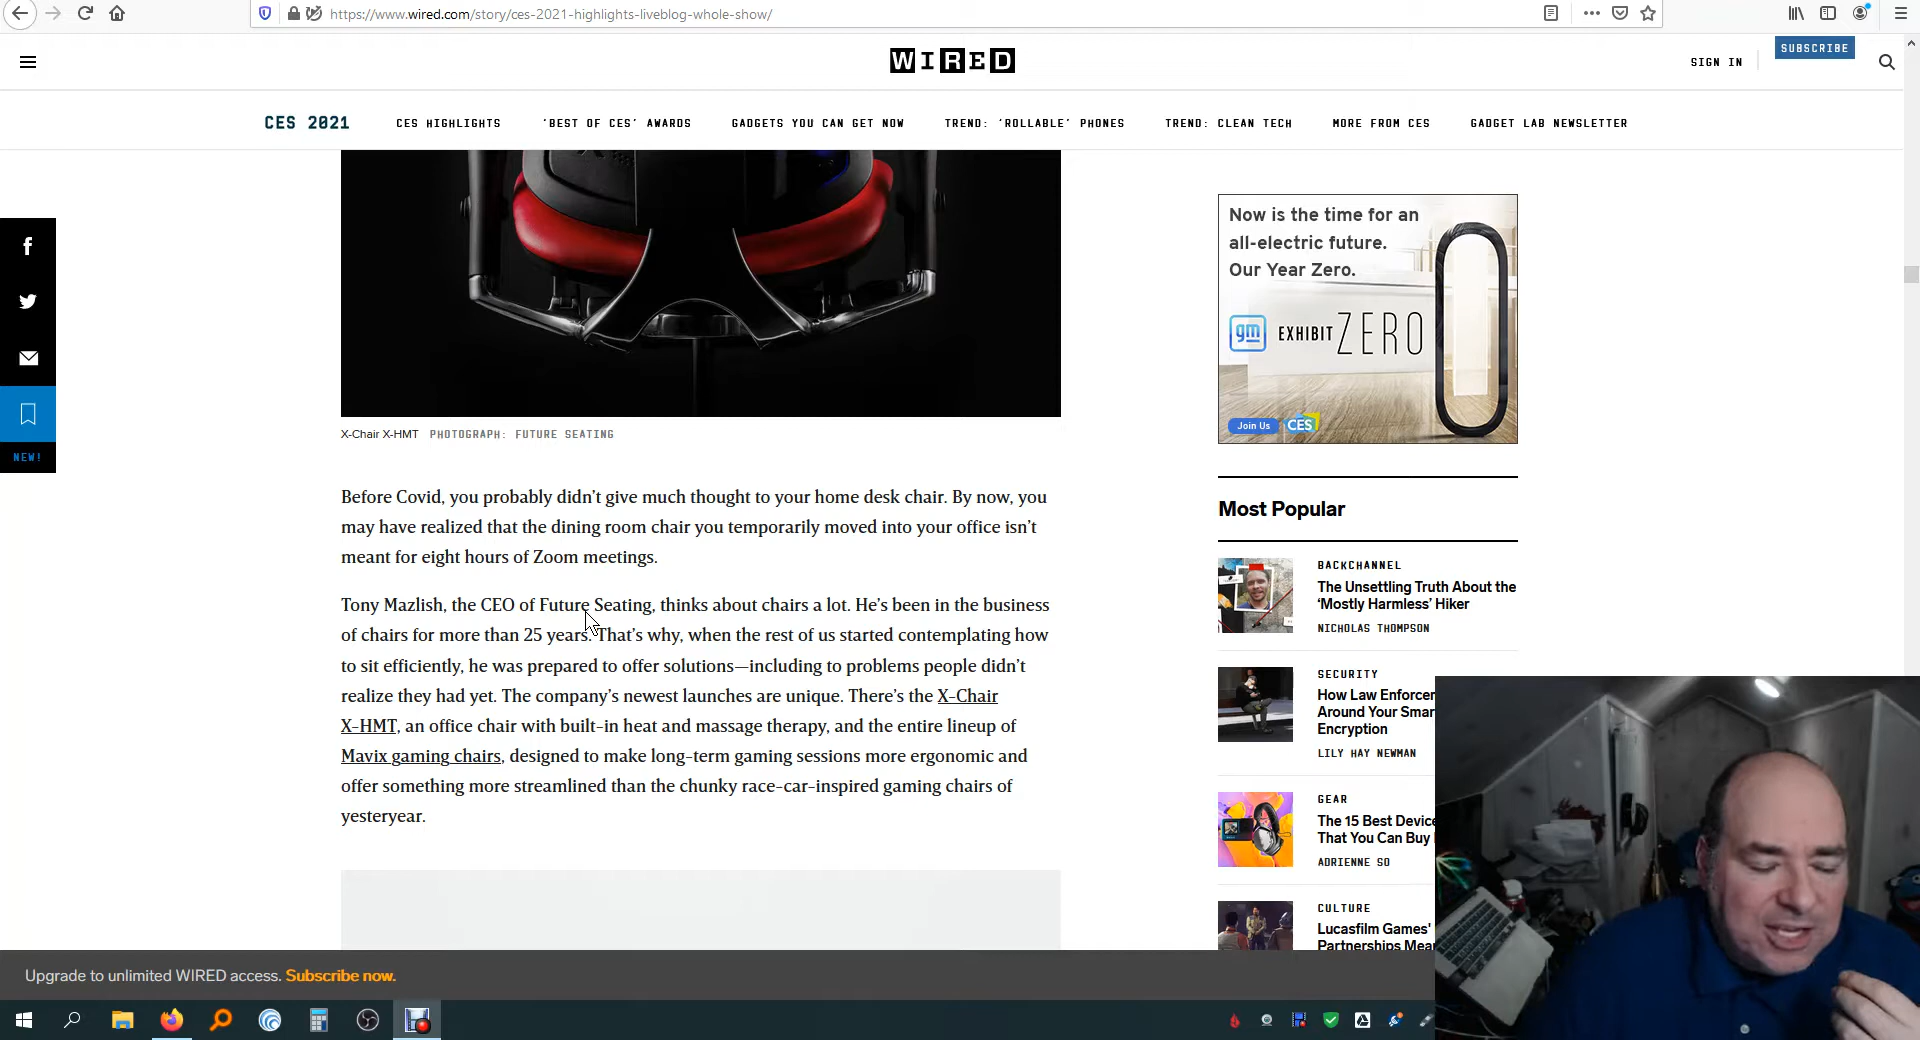 https://www.wired.com/story/ces-2021-highlights-liveblog-whole-show/
WIRED
SIGN IN
SUBSCRIBE
CES 2021
CES HIGHLIGHTS
'BEST OF CES' AWARDS
GADGETS YOU CAN GET NOW
TREND: 'ROLLABLE' PHONES
TREND: CLEAN TECH
MORE FROM CES
GADGET LAB NEWSLETTER
NEW!
X-Chair X-HMT PHOTOGRAPH: FUTURE SEATING
Before Covid, you probably didn't give much thought to your home desk chair. By now, you
may have realized that the dining room chair you temporarily moved into your office isn't
meant for eight hours of Zoom meetings.
Tony Mazlish, the CEO of Future Seating, thinks about chairs a lot. He's been in the business
of chairs for more than 25 years. That's why, when the rest of us started contemplating how
to sit efficiently, he was prepared to offer solutions—including to problems people didn't
realize they had yet. The company's newest launches are unique. There's the X-Chair
X-HMT, an office chair with built-in heat and massage therapy, and the entire lineup of
Mavix gaming chairs, designed to make long-term gaming sessions more ergonomic and
offer something more streamlined than the chunky race-car-inspired gaming chairs of
yesteryear.
Now is the time for an
all-electric future.
Our Year Zero.
gm EXHIBIT ZERO
Join Us CES
Most Popular
BACKCHANNEL
The Unsettling Truth About the
'Mostly Harmless' Hiker
NICHOLAS THOMPSON
SECURITY
How Law Enforcer
Around Your Smar
Encryption
LILY HAY NEWMAN
GEAR
The 15 Best Device
That You Can Buy
ADRIENNE SO
CULTURE
Lucasfilm Games'
Partnerships Mea
Upgrade to unlimited WIRED access. Subscribe now.